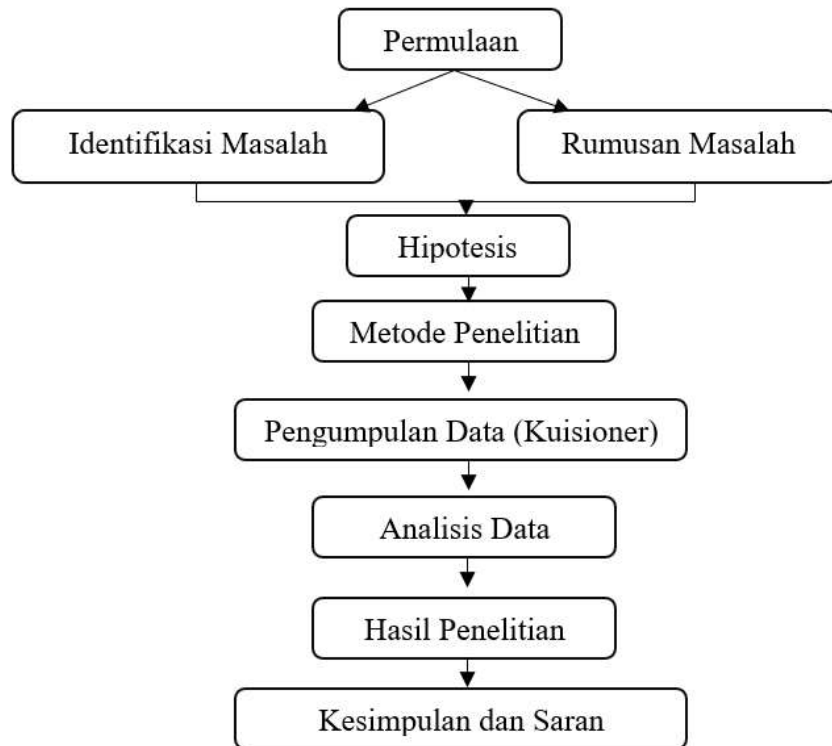 Permulaan
Identifikasi Masalah
Rumusan Masalah
Hipotesis
Metode Penelitian
Pengumpulan Data (Kuisioner)
Analisis Data
Hasil Penelitian
Kesimpulan dan Saran